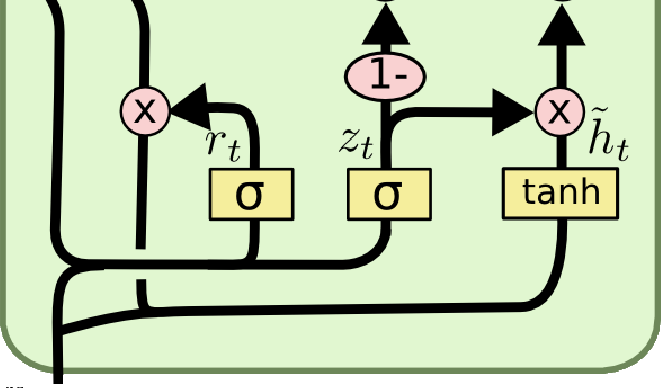 1-
x
x
r_t
z_t
h̃_t
σ
σ
tanh